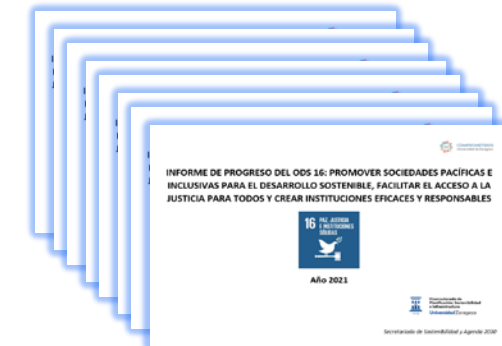 INFORME DE PROGRESO DEL ODS 16: PROMOVER SOCIEDADES PACÍFICAS E
INCLUSIVAS PARA EL DESARROLLO SOSTENIBLE, FACILITAR EL ACCESO A LA
JUSTICIA PARA TODOS Y CREAR INSTITUCIONES EFICACES Y RESPONSABLES
16 PAZ, JUSTICIA
E INSTITUCIONES
SÓLIDAS
Año 2021
Universidad Zaragoza
Secretariado de Sostenibilidad y Agenda 2030